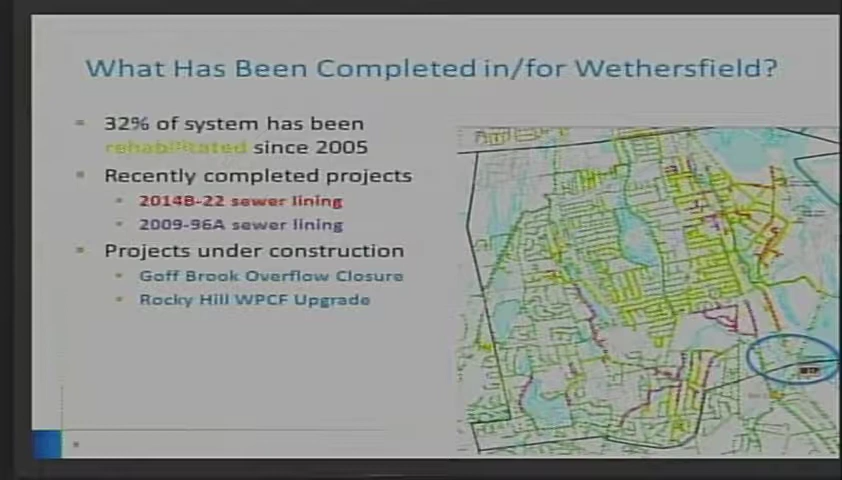 What Has Been Completed in/for Wethersfield?
32% of system has been
rehabilitated since 2005
Recently completed projects
2014B-22 sewer lining
2009-96A sewer lining
Projects under construction
Goff Brook Overflow Closure
Rocky Hill WPCF Upgrade